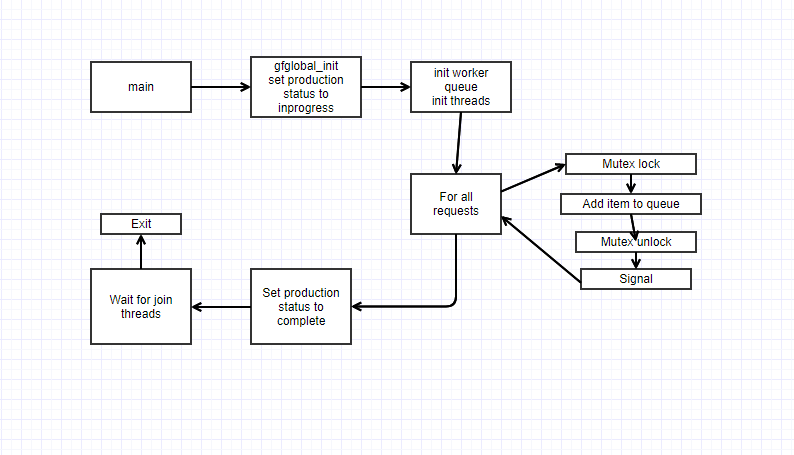 main
gfglobal_init
set production
status to
inprogress
init worker
queue
init threads
For all
requests
Mutex lock
Add item to queue
Mutex unlock
Signal
Set production
status to
complete
Wait for join
threads
Exit